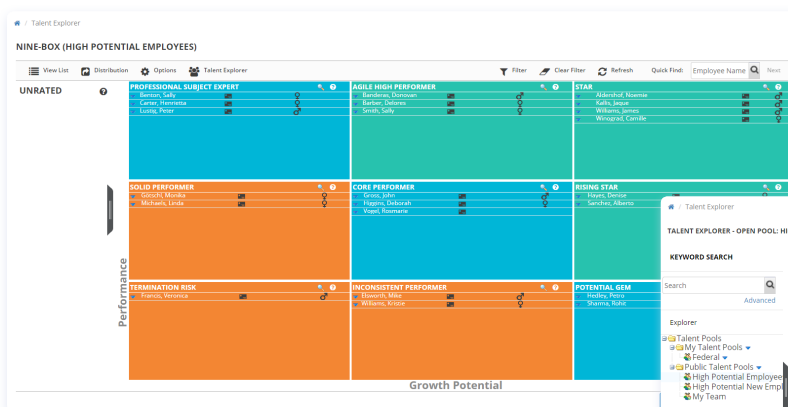 / Talent Explorer
NINE-BOX (HIGH POTENTIAL EMPLOYEES)
View List Distribution Options Talent Explorer Filter Clear Filter Refresh Quick Find: Employee Name Next
UNRATED
PROFESSIONAL SUBJECT EXPERT
Benton, Sally
Carter, Henrietta
Lustig, Peter
AGILE HIGH PERFORMER
Banderas, Donovan
Barber, Delores
Smith, Sally
STAR
Aldershof, Noemie
Kallis, Jaque
Williams, James
Winograd, Camille
SOLID PERFORMER
Göeschl, Monika
Michaels, Linda
CORE PERFORMER
Gross, John
Higgins, Deborah
Vogel, Rosmarie
RISING STAR
Hayes, Denise
Sanchez, Alberto
TERMINATION RISK
Francis, Veronica
INCONSISTENT PERFORMER
Elsworth, Mike
Williams, Kristie
POTENTIAL GEM
Hedley, Petro
Sharma, Rohit
Performance
Growth Potential
/ Talent Explorer
TALENT EXPLORER - OPEN POOL: HI
KEYWORD SEARCH
Search
Advanced
Explorer
Talent Pools
My Talent Pools
Federal
Public Talent Pools
High Potential Employee
High Potential New Empl
My Team